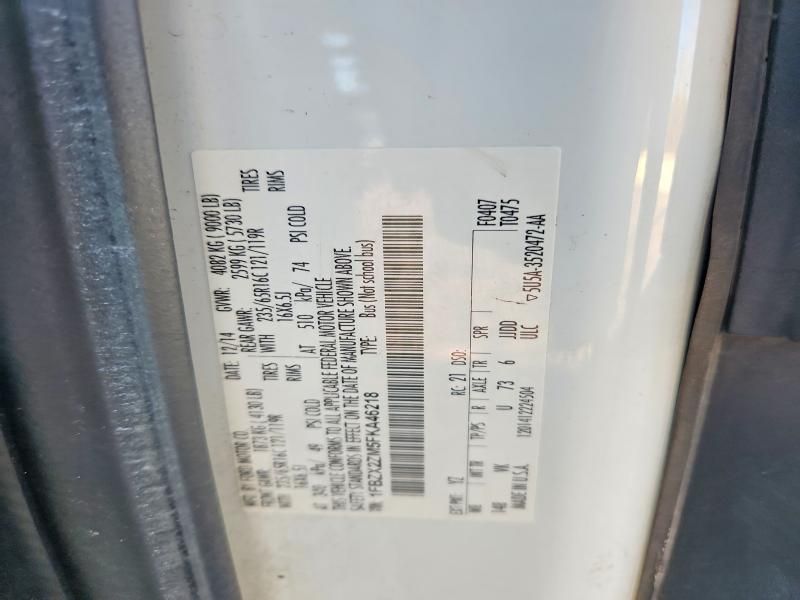 MFD. BY FORD MOTOR CO.
DATE: 12/14 GVWR: 4082 KG ( 9000 LB)
FRONT GAWR: 1873 KG (4130 LB) REAR GAWR: 2599 KG ( 5730 LB)
WITH 235/65R16C 121/119R TIRES WITH 235/65R16C 121/119R TIRES
16X6.5J RIMS 16X6.5J RIMS
AT 340 kPa/ 49 PSI COLD AT 510 kPa/ 74 PSI COLD
THIS VEHICLE CONFORMS TO ALL APPLICABLE FEDERAL MOTOR VEHICLE
SAFETY STANDARDS IN EFFECT ON THE DATE OF MANUFACTURE SHOWN ABOVE.
VIN: 1FBZX2ZM5FKA46218 TYPE: Bus (Not school bus)
F0407
T0475
EXT PNT: YZ RC: 21 DSO:
WB INT TR TP/PS R AXLE TR SPR
148 VK U 73 6 JJDD
MADE IN U.S.A. 1201412224504 ULC
▽5U5A-3520472-AA